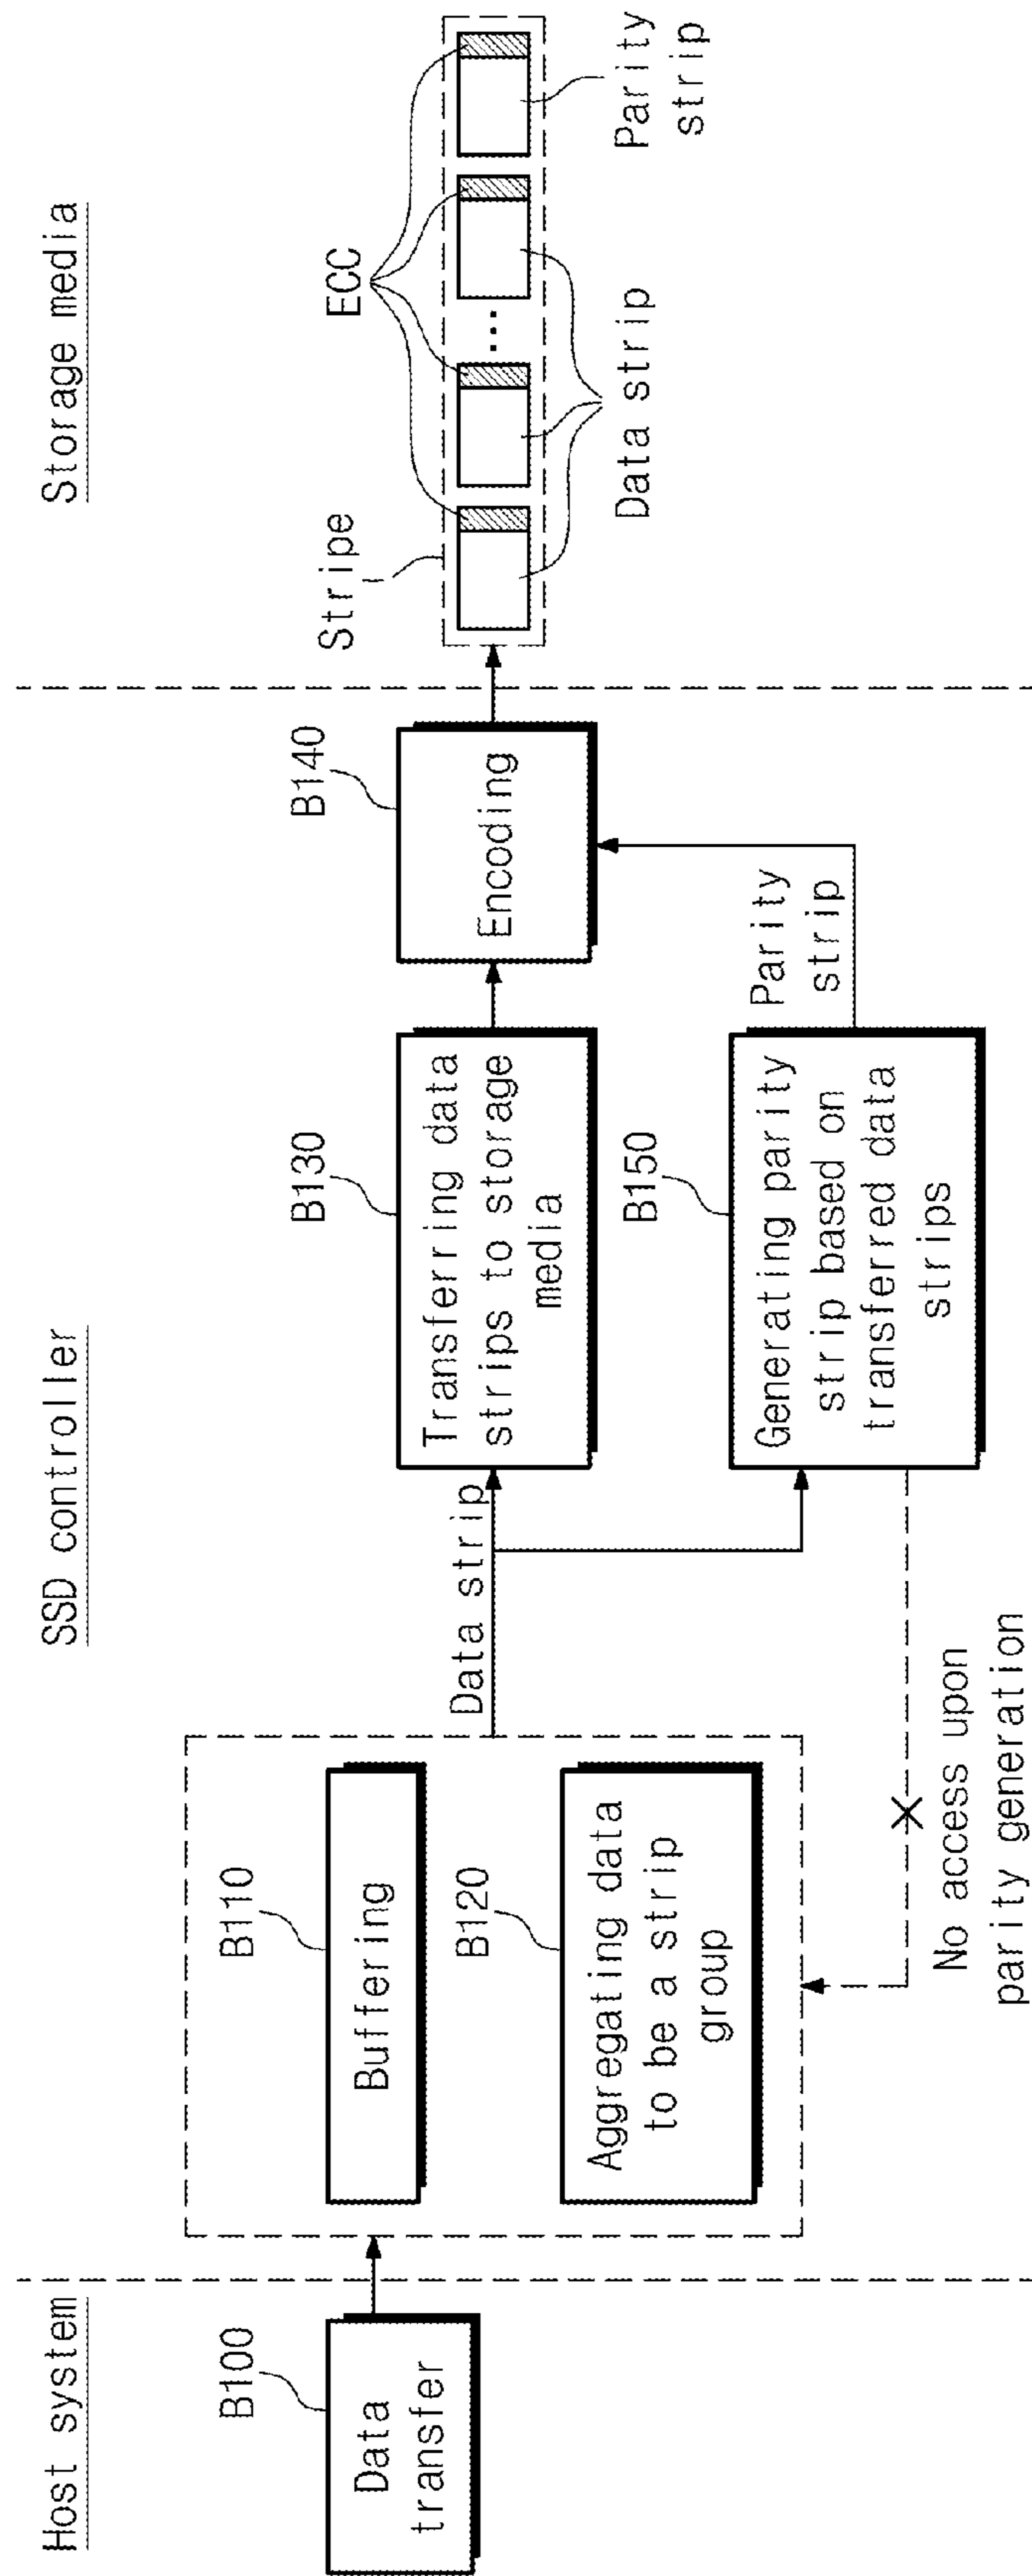 Host system
SSD controller
Storage media
B100
Data
transfer
B110
Buffering
B120
Aggregating data
to be a strip
group
Data strip
B130
Transferring data
strips to storage
media
B140
Encoding
B150
Generating parity
strip based on
transferred data
strips
Parity
strip
No access upon
parity generation
Stripe
ECC
...
Data strip
Parity
strip